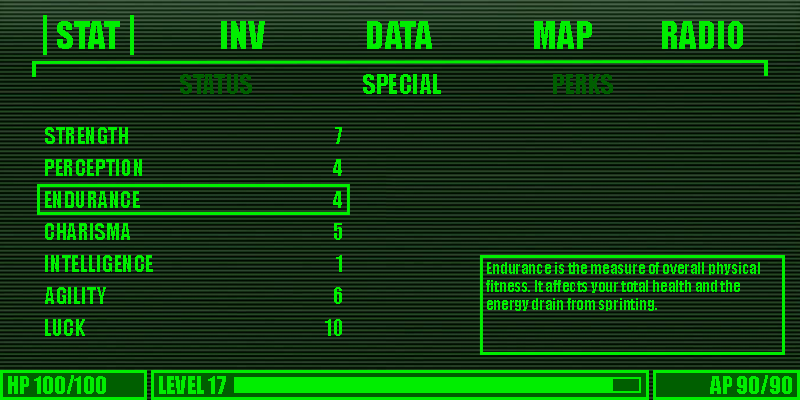 STAT INV DATA MAP RADIO
STATUS SPECIAL PERKS
STRENGTH 7
PERCEPTION 4
ENDURANCE 4
CHARISMA 5
INTELLIGENCE 1
AGILITY 6
LUCK 10
Endurance is the measure of overall physical
fitness. It affects your total health and the
energy drain from sprinting.
HP 100/100 LEVEL 17 AP 90/90